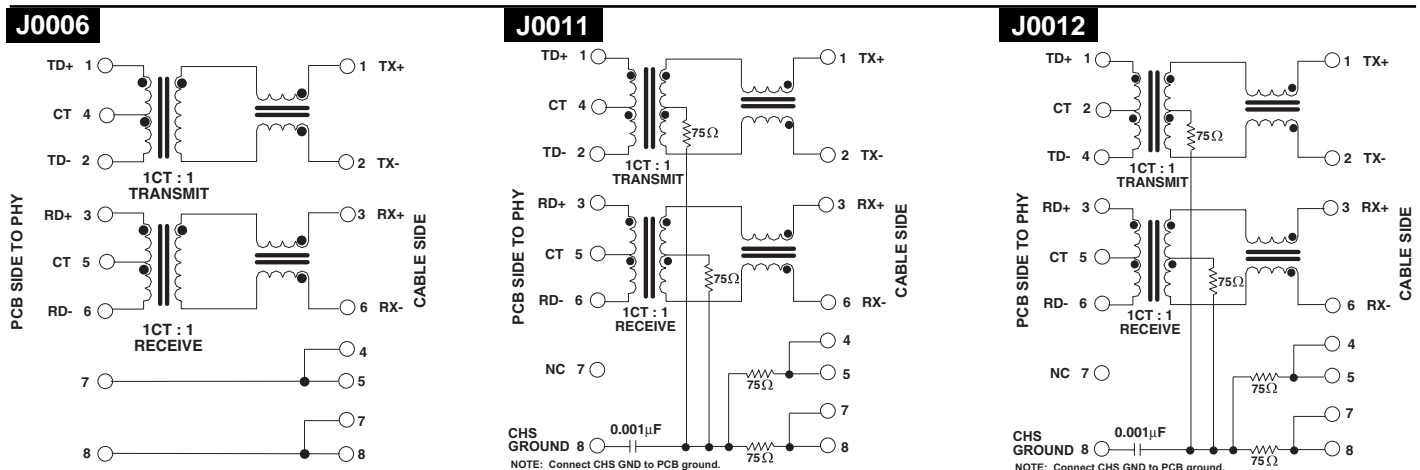 J0006
TD+ 1
CT 4
TD- 2
1CT : 1
TRANSMIT
1 TX+
2 TX-
RD+ 3
CT 5
RD- 6
1CT : 1
RECEIVE
3 RX+
6 RX-
PCB SIDE TO PHY
CABLE SIDE
7
4
5
8
7
8
J0011
TD+ 1
CT 4
TD- 2
75Ω
1CT : 1
TRANSMIT
1 TX+
2 TX-
RD+ 3
CT 5
RD- 6
75Ω
1CT : 1
RECEIVE
3 RX+
6 RX-
PCB SIDE TO PHY
CABLE SIDE
NC 7
4
5
75Ω
7
CHS
GROUND 8
0.001µF
75Ω
8
NOTE: Connect CHS GND to PCB ground.
J0012
TD+ 1
CT 2
TD- 4
75Ω
1CT : 1
TRANSMIT
1 TX+
2 TX-
RD+ 3
CT 5
RD- 6
75Ω
1CT : 1
RECEIVE
3 RX+
6 RX-
PCB SIDE TO PHY
CABLE SIDE
NC 7
4
5
75Ω
7
CHS
GROUND 8
0.001µF
75Ω
8
NOTE: Connect CHS GND to PCB ground.